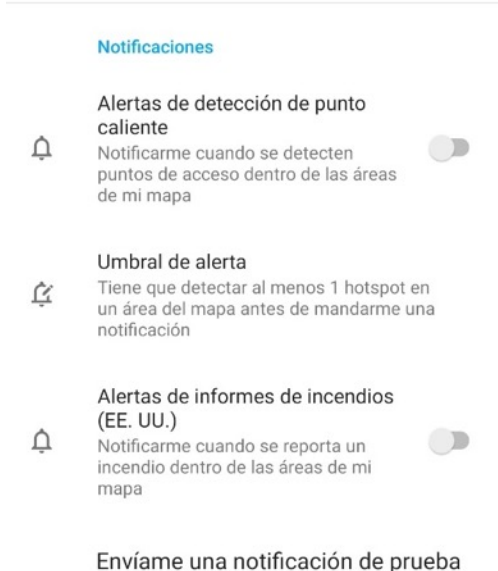 Notificaciones
Alertas de detección de punto
caliente
Notificarme cuando se detecten
puntos de acceso dentro de las áreas
de mi mapa
Umbral de alerta
Tiene que detectar al menos 1 hotspot en
un área del mapa antes de mandarme una
notificación
Alertas de informes de incendios
(EE. UU.)
Notificarme cuando se reporta un
incendio dentro de las áreas de mi
mapa
Envíame una notificación de prueba